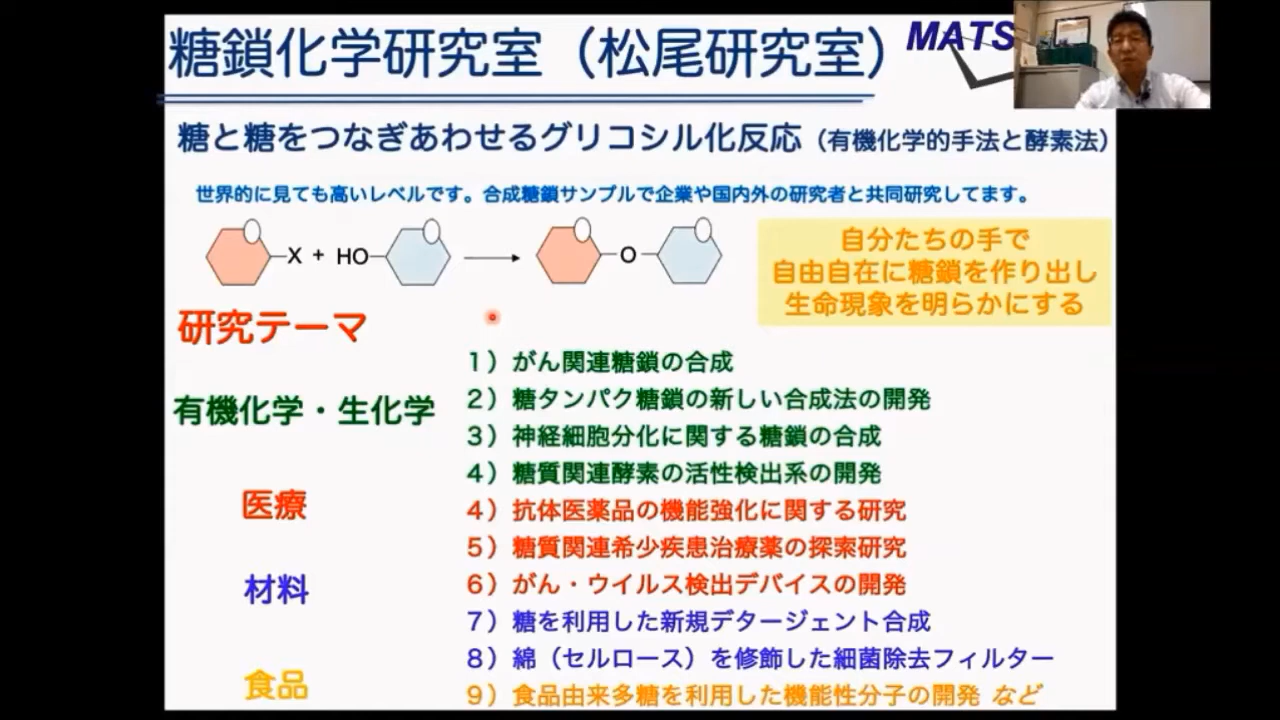 糖鎖化学研究室（松尾研究室）
MATS
糖と糖をつなぎあわせるグリコシル化反応（有機化学的手法と酵素法）
世界的に見ても高いレベルです。合成糖鎖サンプルで企業や国内外の研究者と共同研究してます。
X + HO
O
自分たちの手で
自由自在に糖鎖を作り出し
生命現象を明らかにする
研究テーマ
有機化学・生化学
1）がん関連糖鎖の合成
2）糖タンパク糖鎖の新しい合成法の開発
3）神経細胞分化に関する糖鎖の合成
4）糖質関連酵素の活性検出系の開発
医療
4）抗体医薬品の機能強化に関する研究
5）糖質関連希少疾患治療薬の探索研究
6）がん・ウイルス検出デバイスの開発
材料
7）糖を利用した新規デタージェント合成
8）綿（セルロース）を修飾した細菌除去フィルター
食品
9）食品由来多糖を利用した機能性分子の開発 など